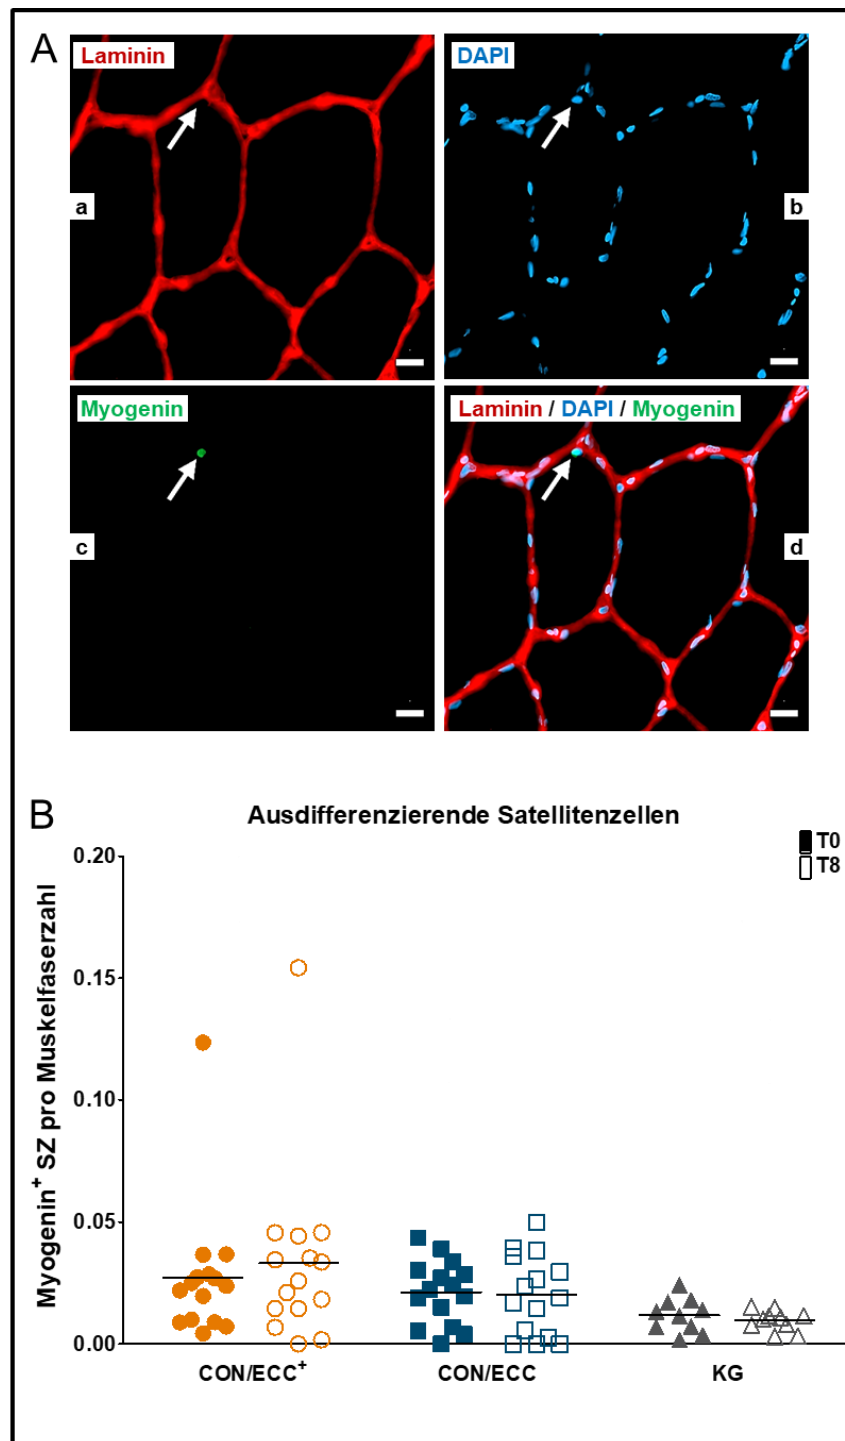 A
Laminin
a
DAPI
b
Myogenin
c
Laminin / DAPI / Myogenin
d
B
Ausdifferenzierende Satellitenzellen
T0
T8
Myogenin⁺ SZ pro Muskelfaserzahl
0.20
0.15
0.10
0.05
0.00
CON/ECC⁺
CON/ECC
KG